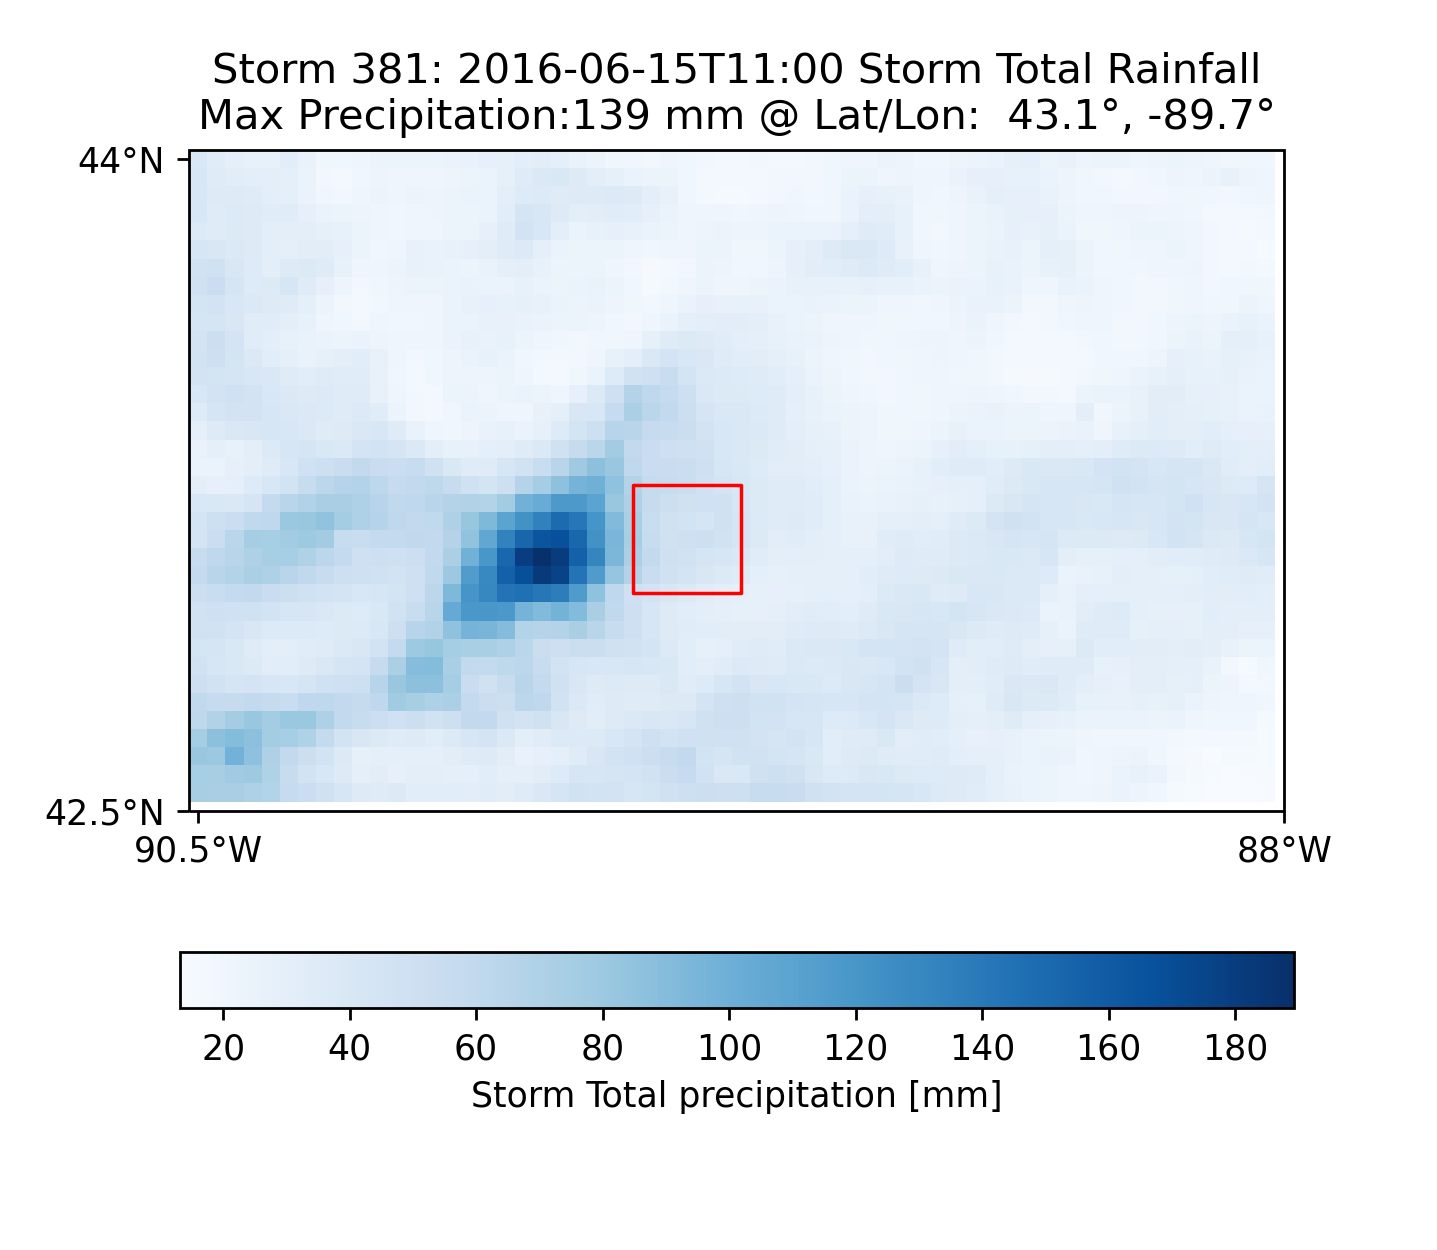 Storm 381: 2016-06-15T11:00 Storm Total Rainfall
Max Precipitation:139 mm @ Lat/Lon:  43.1°, -89.7°
44°N
42.5°N
90.5°W 88°W
20 40 60 80 100 120 140 160 180
Storm Total precipitation [mm]